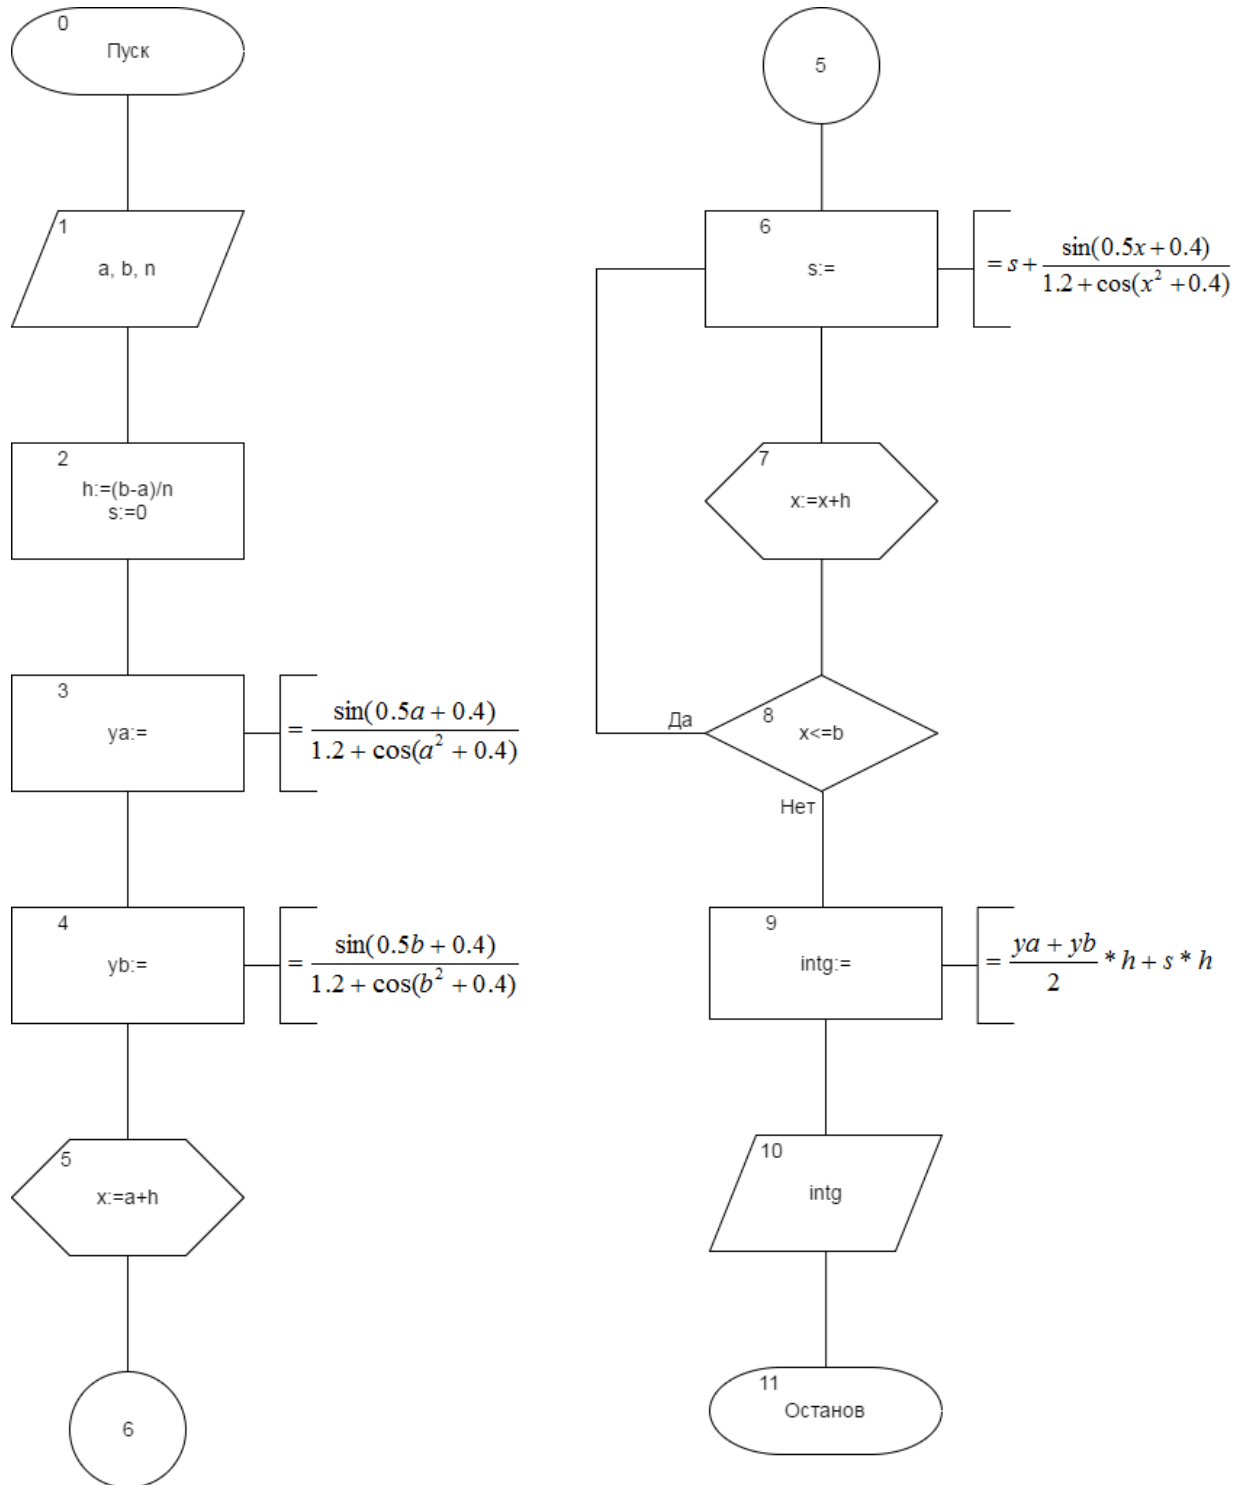 0
Пуск
1
a, b, n
2
h:=(b-a)/n
s:=0
3
ya:=
= sin(0.5a + 0.4) / 1.2 + cos(a² + 0.4)
4
yb:=
= sin(0.5b + 0.4) / 1.2 + cos(b² + 0.4)
5
x:=a+h
6
5
6
s:=
= s + sin(0.5x + 0.4) / 1.2 + cos(x² + 0.4)
7
x:=x+h
8
x<=b
Да
Нет
9
intg:=
= ya + yb / 2 * h + s * h
10
intg
11
Останов